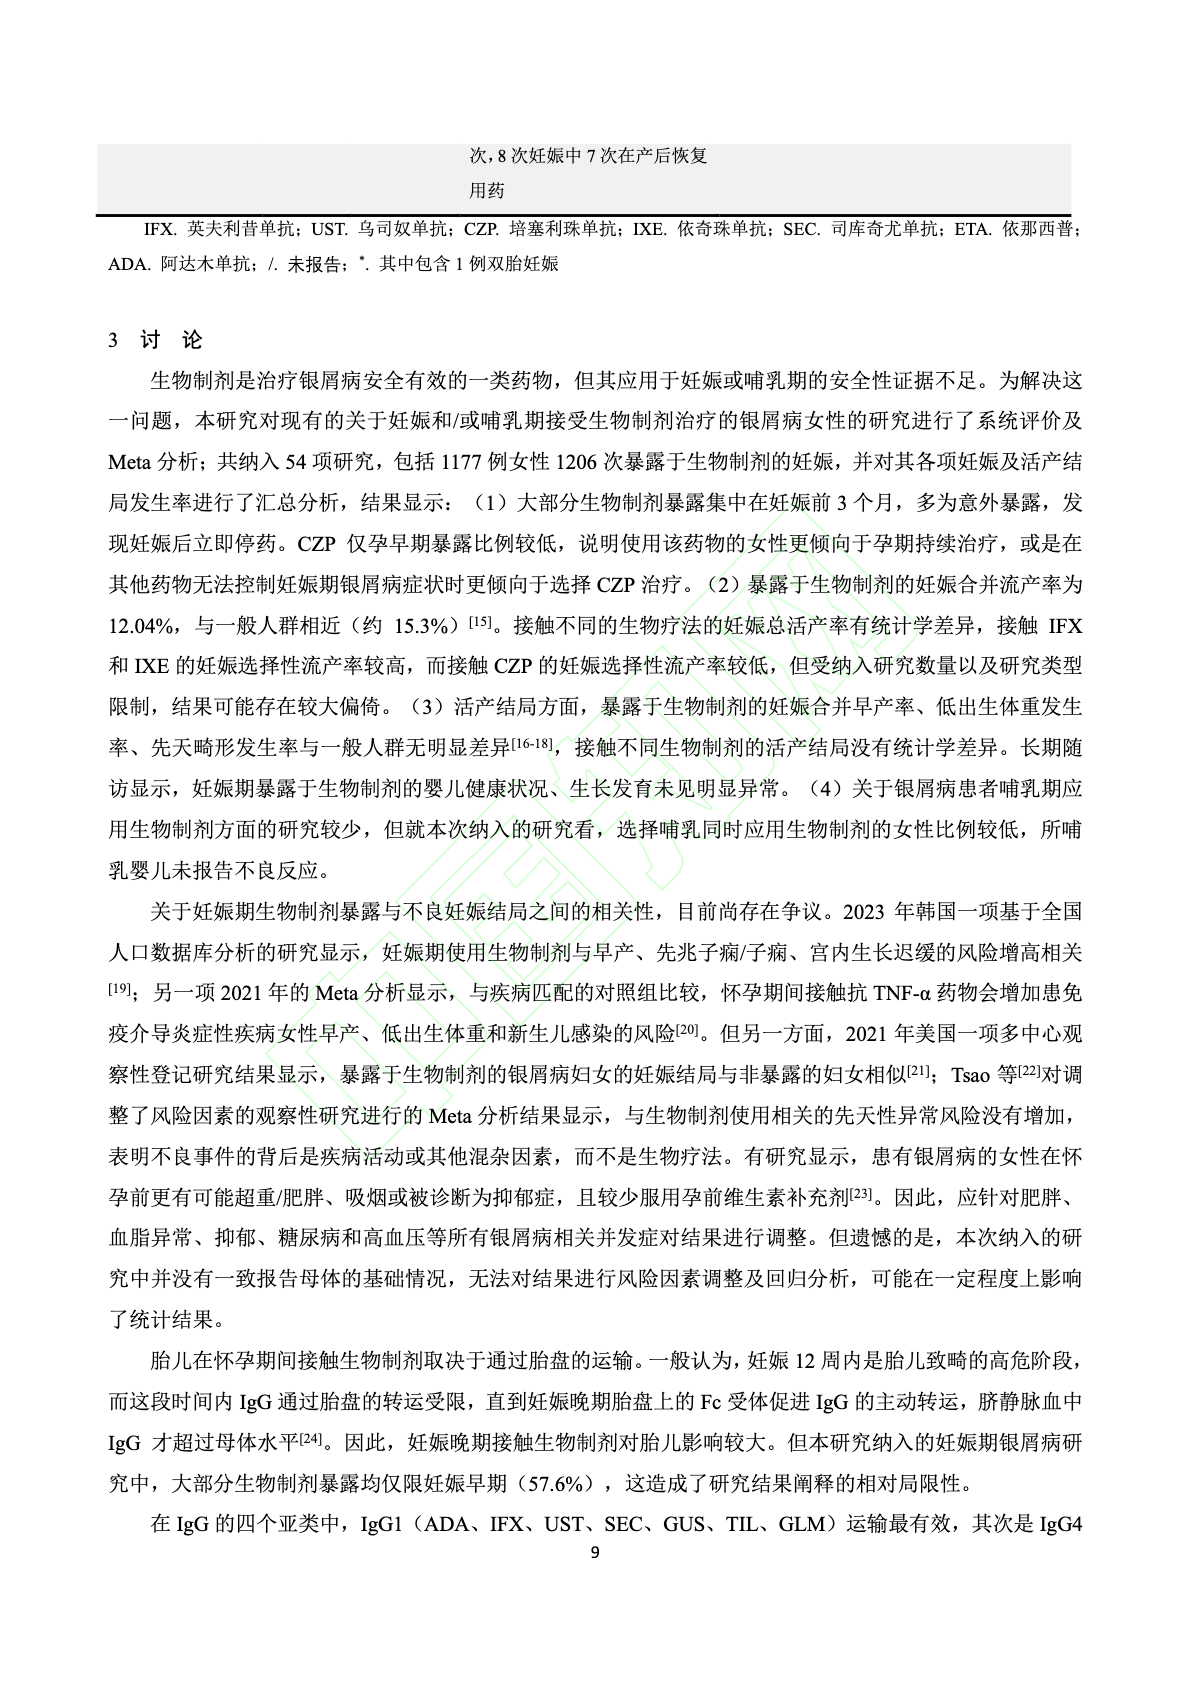 次，8 次妊娠中 7 次在产后恢复
用药
IFX. 英夫利昔单抗；UST. 乌司奴单抗；CZP. 培塞利珠单抗；IXE. 依奇珠单抗；SEC. 司库奇尤单抗；ETA. 依那西普；
ADA. 阿达木单抗；/. 未报告；*. 其中包含 1 例双胎妊娠
3 讨 论
生物制剂是治疗银屑病安全有效的一类药物，但其应用于妊娠或哺乳期的安全性证据不足。为解决这
一问题，本研究对现有的关于妊娠和/或哺乳期接受生物制剂治疗的银屑病女性的研究进行了系统评价及
Meta 分析；共纳入 54 项研究，包括 1177 例女性 1206 次暴露于生物制剂的妊娠，并对其各项妊娠及活产结
局发生率进行了汇总分析，结果显示：（1）大部分生物制剂暴露集中在妊娠前 3 个月，多为意外暴露，发
现妊娠后立即停药。CZP 仅孕早期暴露比例较低，说明使用该药物的女性更倾向于孕期持续治疗，或是在
其他药物无法控制妊娠期银屑病症状时更倾向于选择 CZP 治疗。（2）暴露于生物制剂的妊娠合并流产率为
12.04%，与一般人群相近（约 15.3%）[15]。接触不同的生物疗法的妊娠总活产率有统计学差异，接触 IFX
和 IXE 的妊娠选择性流产率较高，而接触 CZP 的妊娠选择性流产率较低，但受纳入研究数量以及研究类型
限制，结果可能存在较大偏倚。（3）活产结局方面，暴露于生物制剂的妊娠合并早产率、低出生体重发生
率、先天畸形发生率与一般人群无明显差异[16-18]，接触不同生物制剂的活产结局没有统计学差异。长期随
访显示，妊娠期暴露于生物制剂的婴儿健康状况、生长发育未见明显异常。（4）关于银屑病患者哺乳期应
用生物制剂方面的研究较少，但就本次纳入的研究看，选择哺乳同时应用生物制剂的女性比例较低，所哺
乳婴儿未报告不良反应。
关于妊娠期生物制剂暴露与不良妊娠结局之间的相关性，目前尚存在争议。2023 年韩国一项基于全国
人口数据库分析的研究显示，妊娠期使用生物制剂与早产、先兆子痫/子痫、宫内生长迟缓的风险增高相关
[19]；另一项 2021 年的 Meta 分析显示，与疾病匹配的对照组比较，怀孕期间接触抗 TNF-α 药物会增加患免
疫介导炎症性疾病女性早产、低出生体重和新生儿感染的风险[20]。但另一方面，2021 年美国一项多中心观
察性登记研究结果显示，暴露于生物制剂的银屑病妇女的妊娠结局与非暴露的妇女相似[21]；Tsao 等[22]对调
整了风险因素的观察性研究进行的 Meta 分析结果显示，与生物制剂使用相关的先天性异常风险没有增加，
表明不良事件的背后是疾病活动或其他混杂因素，而不是生物疗法。有研究显示，患有银屑病的女性在怀
孕前更有可能超重/肥胖、吸烟或被诊断为抑郁症，且较少服用孕前维生素补充剂[23]。因此，应针对肥胖、
血脂异常、抑郁、糖尿病和高血压等所有银屑病相关并发症对结果进行调整。但遗憾的是，本次纳入的研
究中并没有一致报告母体的基础情况，无法对结果进行风险因素调整及回归分析，可能在一定程度上影响
了统计结果。
胎儿在怀孕期间接触生物制剂取决于通过胎盘的运输。一般认为，妊娠 12 周内是胎儿致畸的高危阶段，
而这段时间内 IgG 通过胎盘的转运受限，直到妊娠晚期胎盘上的 Fc 受体促进 IgG 的主动转运，脐静脉血中
IgG 才超过母体水平[24]。因此，妊娠晚期接触生物制剂对胎儿影响较大。但本研究纳入的妊娠期银屑病研
究中，大部分生物制剂暴露均仅限妊娠早期（57.6%），这造成了研究结果阐释的相对局限性。
在 IgG 的四个亚类中，IgG1（ADA、IFX、UST、SEC、GUS、TIL、GLM）运输最有效，其次是 IgG4
9
中国知网